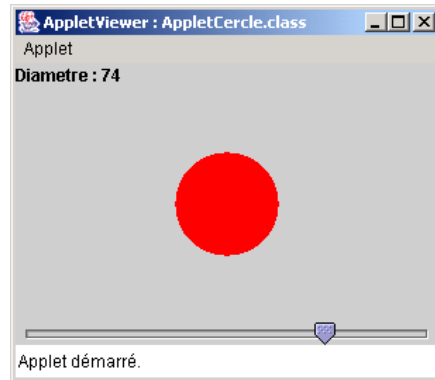 AppletViewer : AppletCercle.class
Applet
Diametre : 74
Applet démarré.